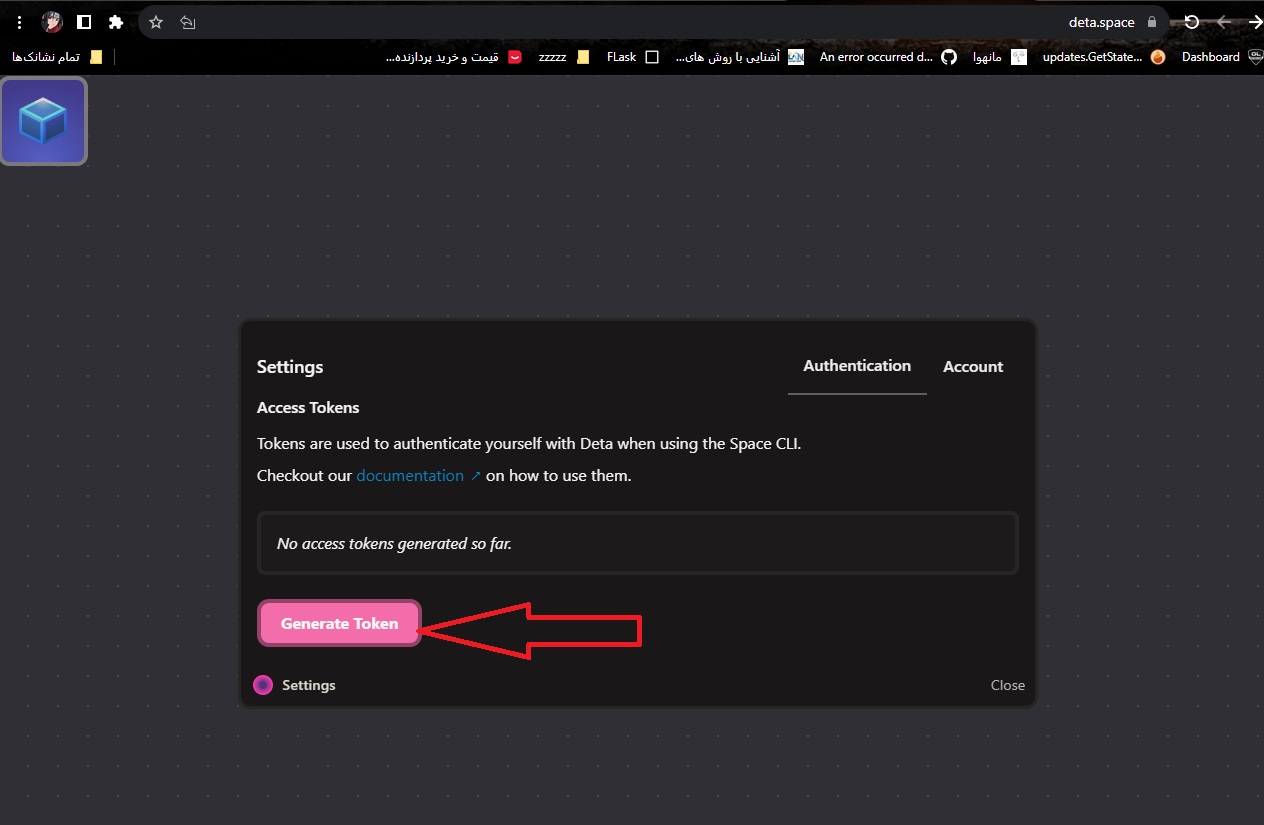 deta.space
تمام نشانک‌ها
قیمت و خرید پردازنده...
zzzzz
FLask
آشنایی با روش های...
An error occurred d...
مانهوا
updates.GetState...
Dashboard
Settings
Authentication
Account
Access Tokens
Tokens are used to authenticate yourself with Deta when using the Space CLI.
Checkout our documentation ↗ on how to use them.
No access tokens generated so far.
Generate Token
Settings
Close